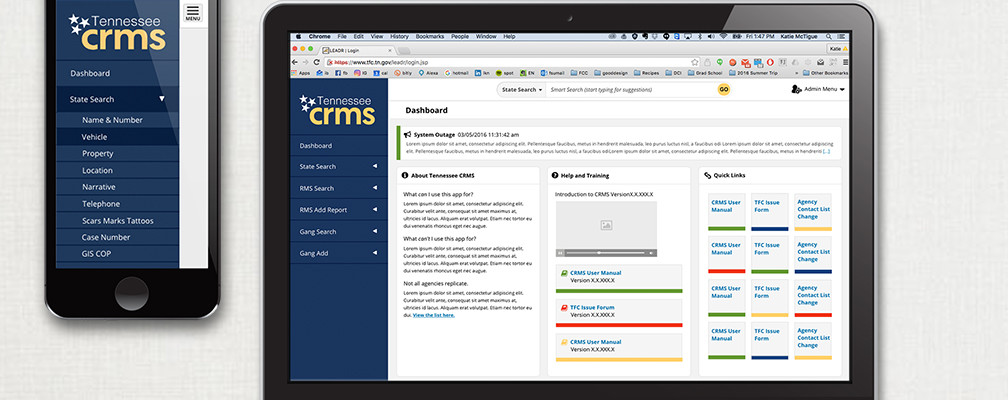 Tennessee
crms
MENU
Dashboard
State Search
Name & Number
Vehicle
Property
Location
Narrative
Telephone
Scars Marks Tattoos
Case Number
GIS COP
Chrome File Edit View History Bookmarks People Window Help
Fri 1:47 PM Katie McTigue
LEADR | Login
Katie
https://www.tfc.tn.gov/leadr/login.jsp
Apps fb cal bitly Alexa hotmail lkn spot EN fsumail FCC gooddesign Recipes DCI Grad School 2016 Summer Trip Other Bookmarks
Tennessee
crms
State Search
Smart Search (start typing for suggestions)
GO
Admin Menu
Dashboard
Dashboard
State Search
RMS Search
RMS Add Report
Gang Search
Gang Add
System Outage 03/05/2016 11:31:42 am
Lorem ipsum dolor sit amet, consectetur adipiscing elit. Pellentesque faucibus, metus in hendrerit malesuada, leo purus luctus nisl, a faucibus odi Lorem ipsum dolor sit amet, consectetur adipiscing
elit. Pellentesque faucibus, metus in hendrerit malesuada, leo purus luctus nisl, a faucibus odi.Lorem ipsum dolor sit amet, consectetur adipiscing elit. Pellentesque faucibus, metus in hendrerit [...]
About Tennessee CRMS
What can I use this app for?
Lorem ipsum dolor sit amet, consectetur adipiscing elit.
Curabitur velit ante, consequat sit amet maximus at,
ultricies id lacus. Aliquam erat volutpat. Etiam non tortor eu
dui venenatis rhoncus eget nec augue.
What can't I use this app for?
Lorem ipsum dolor sit amet, consectetur adipiscing elit.
Curabitur velit ante, consequat sit amet maximus at,
ultricies id lacus. Aliquam erat volutpat. Etiam non tortor eu
dui venenatis rhoncus eget nec augue.
Not all agencies replicate.
Lorem ipsum dolor sit amet, consectetur adipiscing elit.
Curabitur velit ante, consequat sit amet maximus at,
ultricies id lacus. Aliquam erat volutpat. Etiam non tortor eu
dui. View the list here.
Help and Training
Introduction to CRMS VersionX.XX.XXX.X
CRMS User Manual
Version X.X.XXX.X
TFC Issue Forum
Version X.X.XXX.X
CRMS User Manual
Version X.X.XXX.X
Quick Links
CRMS User
Manual
TFC Issue
Form
Agency
Contact List
Change
CRMS User
Manual
TFC Issue
Form
Agency
Contact List
Change
CRMS User
Manual
TFC Issue
Form
Agency
Contact List
Change
CRMS User
Manual
TFC Issue
Form
Agency
Contact List
Change